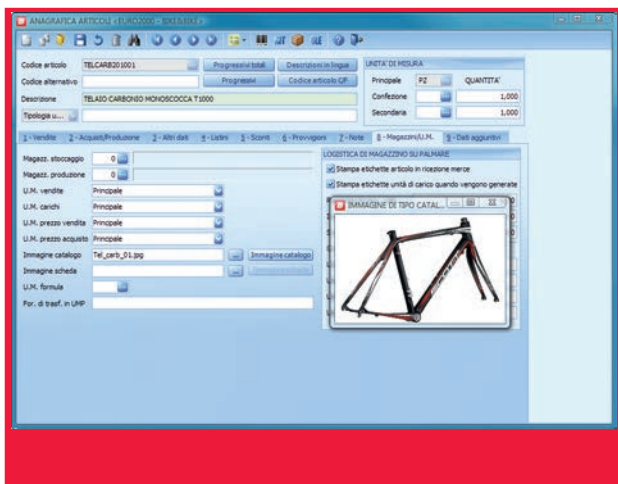 ANAGRAFICA ARTICOLI <EURO2000 -
Codice articolo TELCARB201001 Progressivi total Descrizioni in lingua
Codice alternativo Progressivi Codice articolo C/F
Descrizione TELAIO CARBONIO MONOSCOCCA T1000
Tipologia u...
UNITA' DI MISURA
Principale PZ QUANTITA'
Confezione 1,000
Secondaria 1,000
1 - Vendite 2 - Acquisti/Produzione 3 - Altri dati 4 - Listini 5 - Sconti 6 - Provvigioni 7 - Note 8 - Magazzini/U.M. 9 - Dati aggiuntivi
Magazz. stoccaggio 0
Magazz. produzione 0
U.M. vendite Principale
U.M. carichi Principale
U.M. prezzo vendita Principale
U.M. prezzo acquisto Principale
Immagine catalogo Tel_carb_01.jpg ... Immagine catalogo
Immagine scheda ...
U.M. formula
For. di trasf. in UMP
LOGISTICA DI MAGAZZINO SU PALMARE
Stampa etichette articolo in ricezione merce
Stampa etichette unità di carico quando vengono generate
IMMAGINE DI TIPO CATAL...